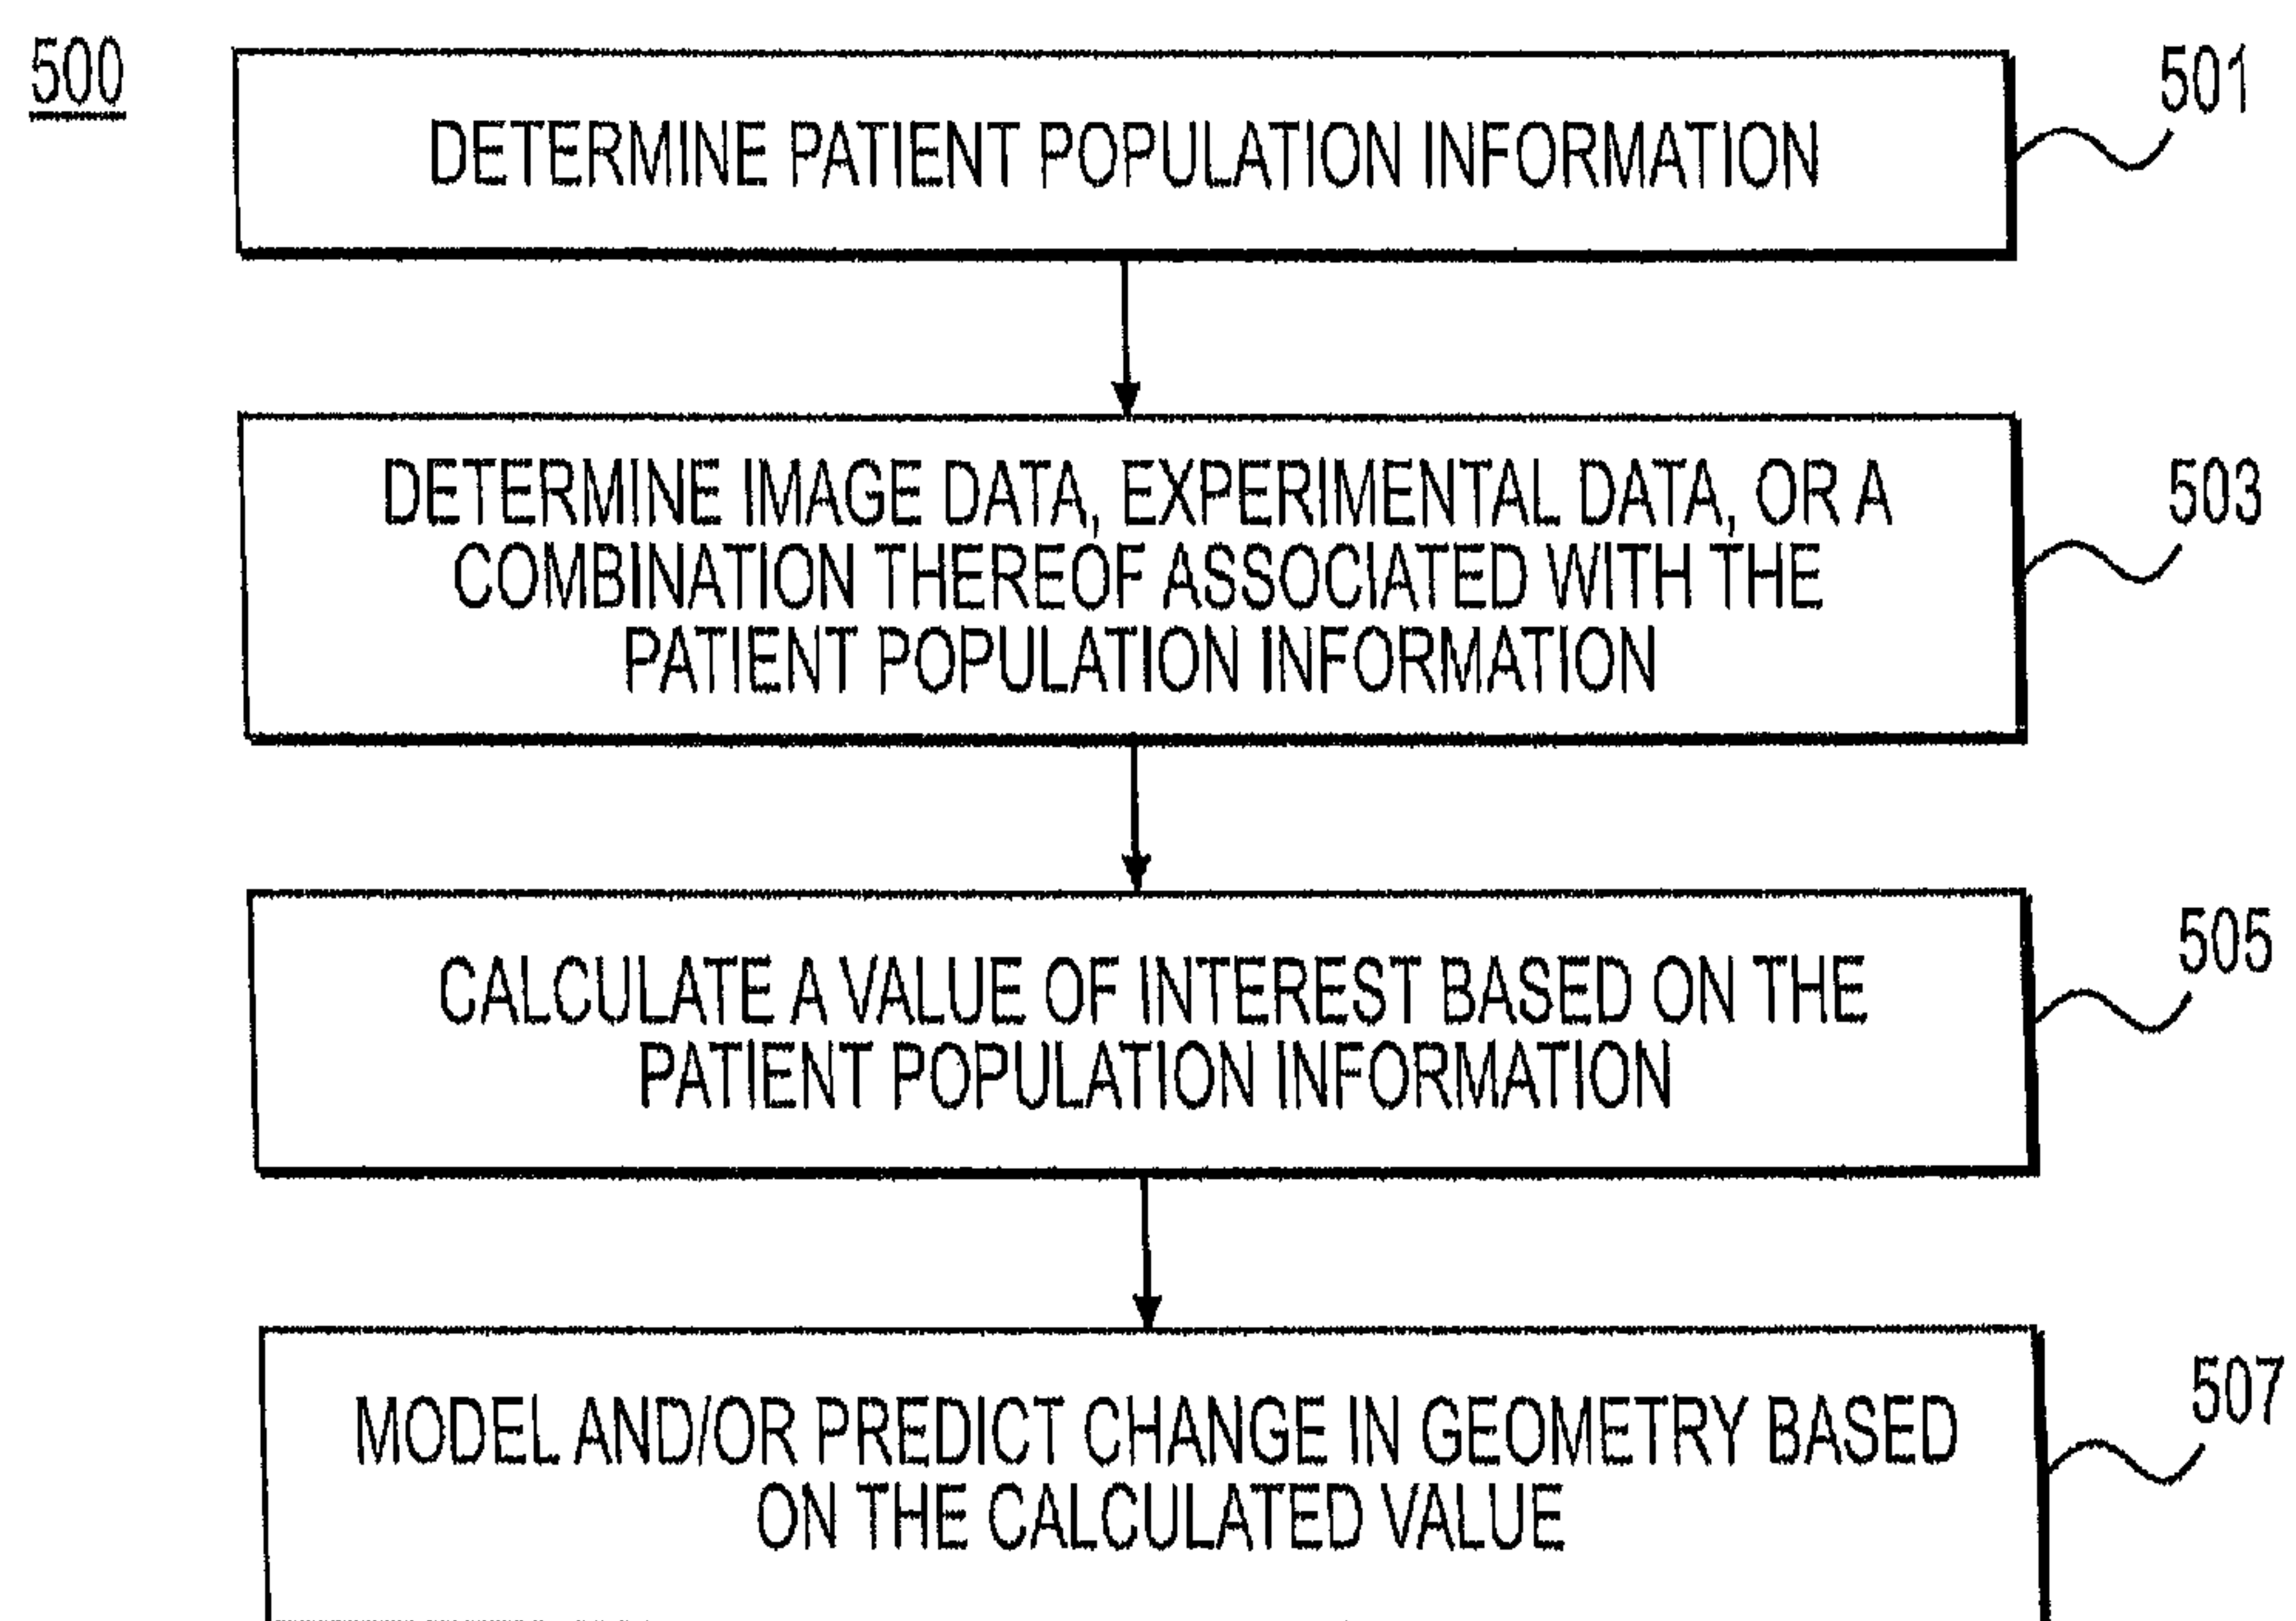 500
DETERMINE PATIENT POPULATION INFORMATION
501
DETERMINE IMAGE DATA, EXPERIMENTAL DATA, OR A
COMBINATION THEREOF ASSOCIATED WITH THE
PATIENT POPULATION INFORMATION
503
CALCULATE A VALUE OF INTEREST BASED ON THE
PATIENT POPULATION INFORMATION
505
MODEL AND/OR PREDICT CHANGE IN GEOMETRY BASED
ON THE CALCULATED VALUE
507